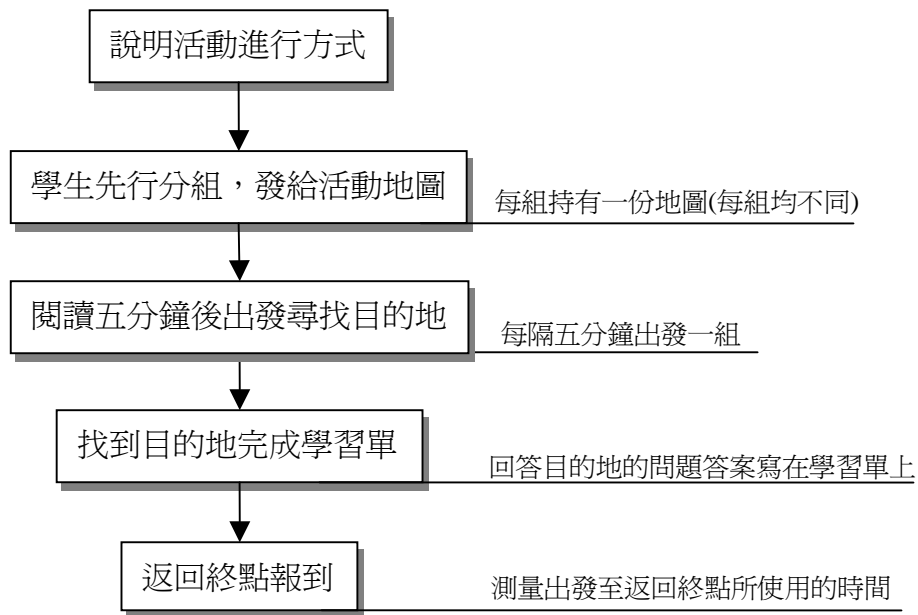 說明活動進行方式
學生先行分組，發給活動地圖
每組持有一份地圖(每組均不同)
閱讀五分鐘後出發尋找目的地
每隔五分鐘出發一組
找到目的地完成學習單
回答目的地的問題答案寫在學習單上
返回終點報到
測量出發至返回終點所使用的時間